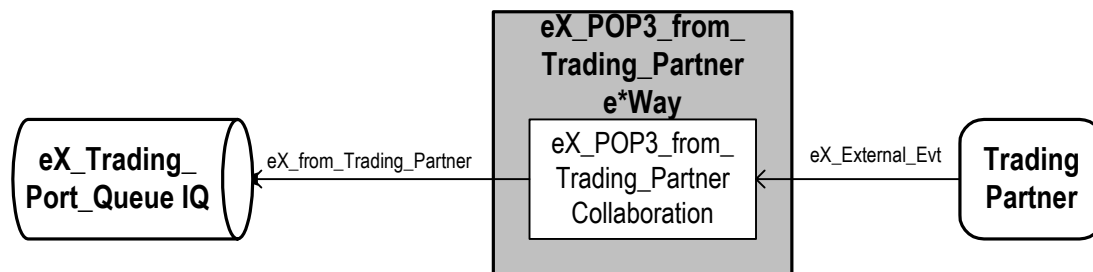 eX_POP3_from_
Trading_Partner
e*Way
eX_Trading_
Port_Queue IQ
eX_from_Trading_Partner
eX_POP3_from_
Trading_Partner
Collaboration
eX_External_Evt
Trading
Partner